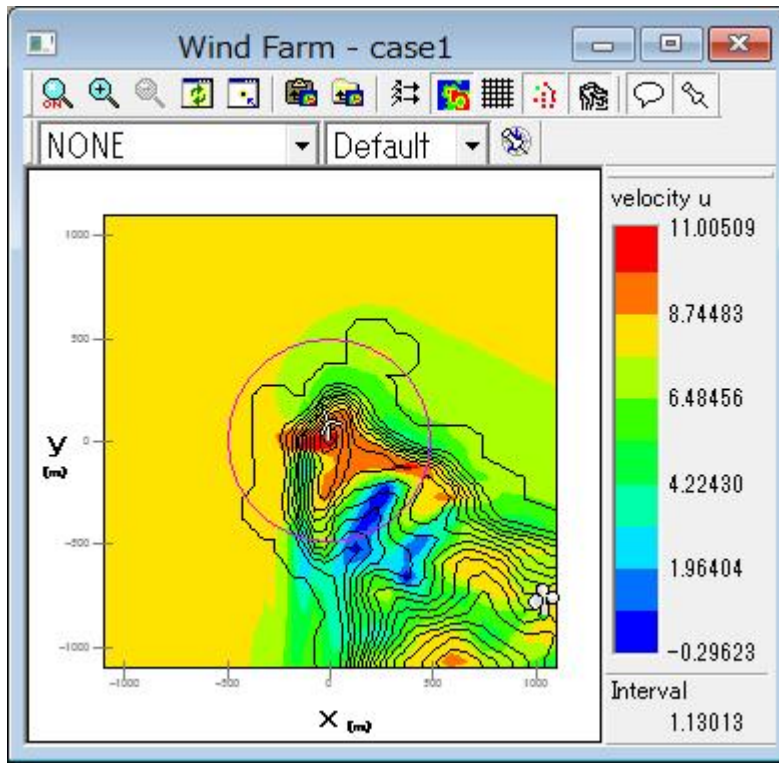 Wind Farm - case1
ON
NONE
Default
velocity u
11.00509
8.74483
6.48456
4.22430
1.96404
-0.29623
Interval
1.13013
1000
500
y
0
(m)
-500
-1000
-1000
-500
0
500
1000
x (m)